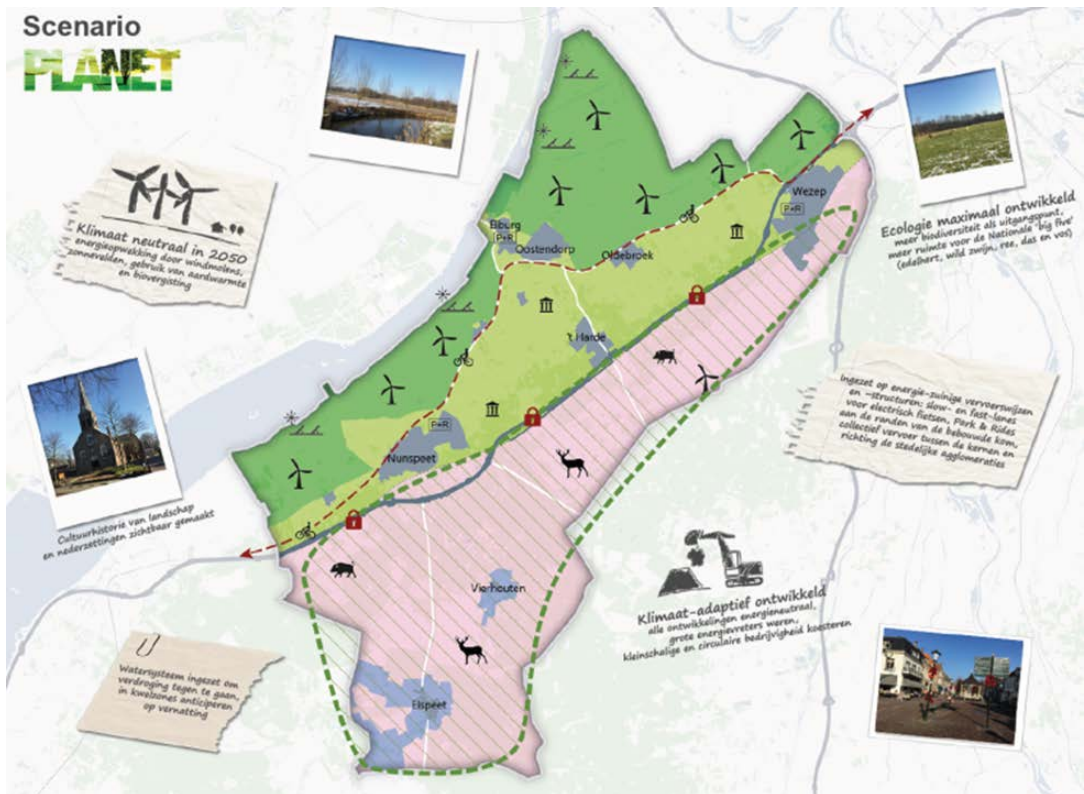 Scenario
PLANET
Klimaat neutraal in 2050
energieopwekking door windmolens,
zonnevelden, gebruik van aardwarmte
en biovergisting
Ecologie maximaal ontwikkeld
meer biodiversiteit als uitgangspunt,
meer ruimte voor de Nationale 'big five'
(edelhert, wild zwijn, ree, das en vos)
Wezep
P+R
Elburg
P+R
Oostendorp
Oldebroek
't Harde
P+R
Nunspeet
Ingezet op energie-zuinige vervoerswijzen
en -structuren: slow- en fast-lanes
voor electrisch fietsen, Park & Rides
aan de randen van de bebouwde kom,
collectief vervoer tussen de kernen en
richting de stedelijke agglomeraties
Cultuurhistorie van landschap
en nederzettingen zichtbaar gemaakt
Vierhouten
Klimaat-adaptief ontwikkeld
alle ontwikkelingen energieneutraal,
grote energievreters weren,
kleinschalige en circulaire bedrijvigheid koesteren
Watersysteem ingezet om
verdroging tegen te gaan,
in kwelzones anticiperen
op vernatting
Elspeet